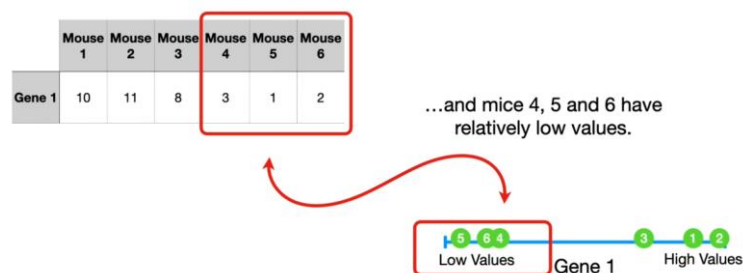 Mouse Mouse Mouse Mouse Mouse Mouse
1 2 3 4 5 6
Gene 1 10 11 8 3 1 2
...and mice 4, 5 and 6 have
relatively low values.
5 6 4 3 1 2
Low Values Gene 1 High Values